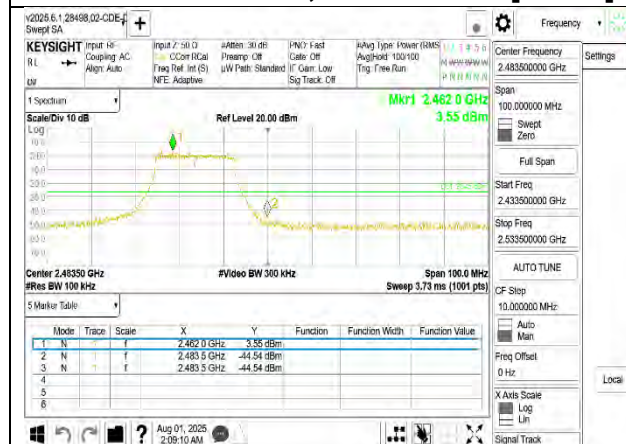 v2025.6.1,28498,02-CDE-
Swept SA
Frequency
KEYSIGHT
Input: RF
Coupling: AC
Align: Auto
Input Z: 50 Ω
CCorr RCal
Freq Ref: Int (S)
NFE: Adaptive
#Atten: 30 dB
Preamp: Off
µW Path: Standard
PNO: Fast
Gate: Off
IF Gain: Low
Sig Track: Off
#Avg Type: Power (RMS
Avg|Hold: 100/100
Trig: Free Run
RL
Center Frequency
2.483500000 GHz
Settings
Span
100.000000 MHz
Swept
Zero
Full Span
Start Freq
2.433500000 GHz
Stop Freq
2.533500000 GHz
AUTO TUNE
CF Step
10.000000 MHz
Auto
Man
Freq Offset
0 Hz
Local
X Axis Scale
Log
Lin
Signal Track
1 Spectrum
Scale/Div 10 dB
Ref Level 20.00 dBm
Mkr1 2.462 0 GHz
3.55 dBm
Log
1
2
Center 2.48350 GHz
#Res BW 100 kHz
#Video BW 300 kHz
Span 100.0 MHz
Sweep 3.73 ms (1001 pts)
5 Marker Table
Mode Trace Scale X Y Function Function Width Function Value
1 N 1 f 2.462 0 GHz 3.55 dBm
2 N 1 f 2.483 5 GHz -44.54 dBm
3 N 1 f 2.483 5 GHz -44.54 dBm
4
5
6
Aug 01, 2025
2:09:10 AM